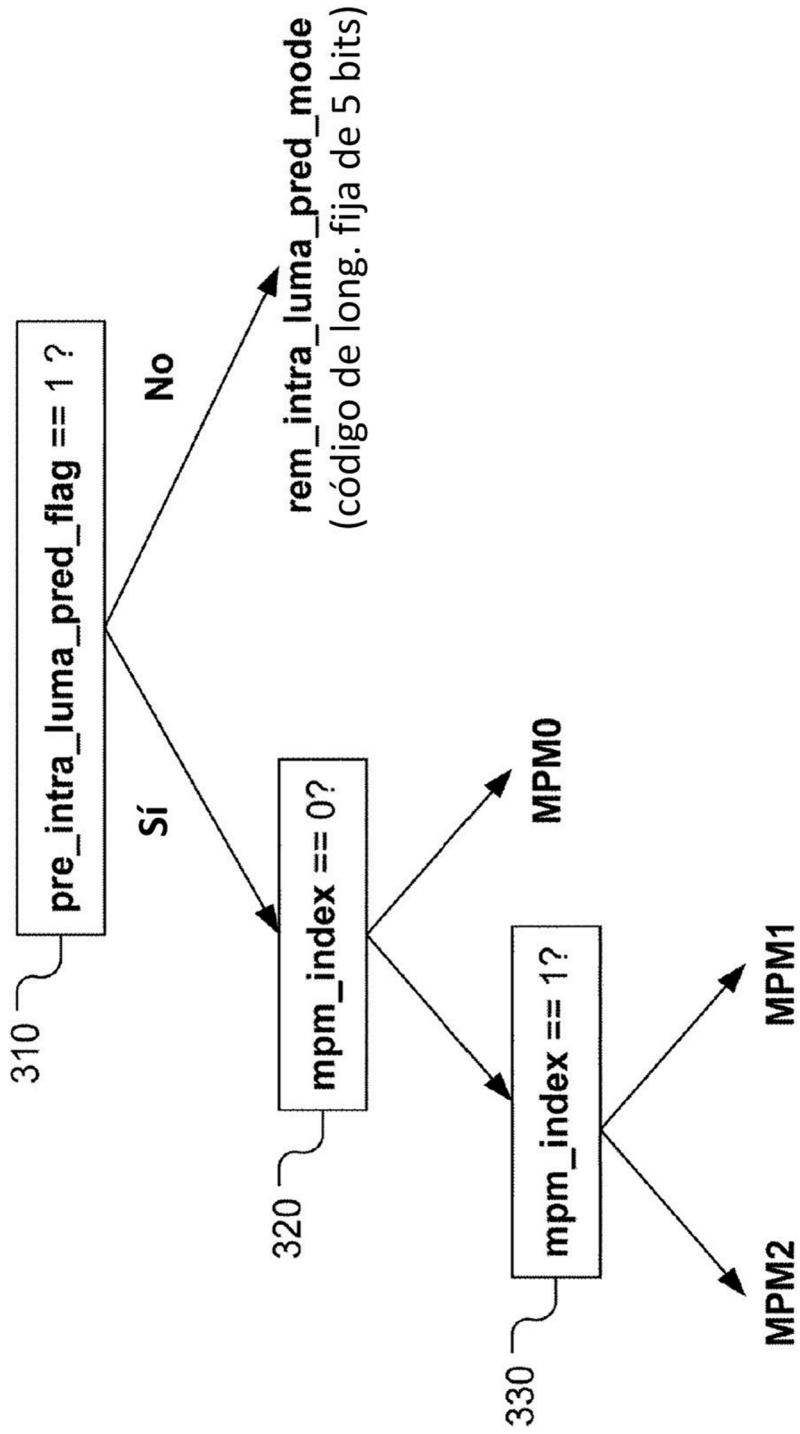 310
pre_intra_luma_pred_flag == 1 ?
Sí
No
320
mpm_index == 0?
rem_intra_luma_pred_mode
(código de long. fija de 5 bits)
330
mpm_index == 1?
MPM0
MPM2
MPM1